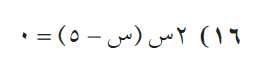 ١٦) ٢س (س – ٥) = ٠